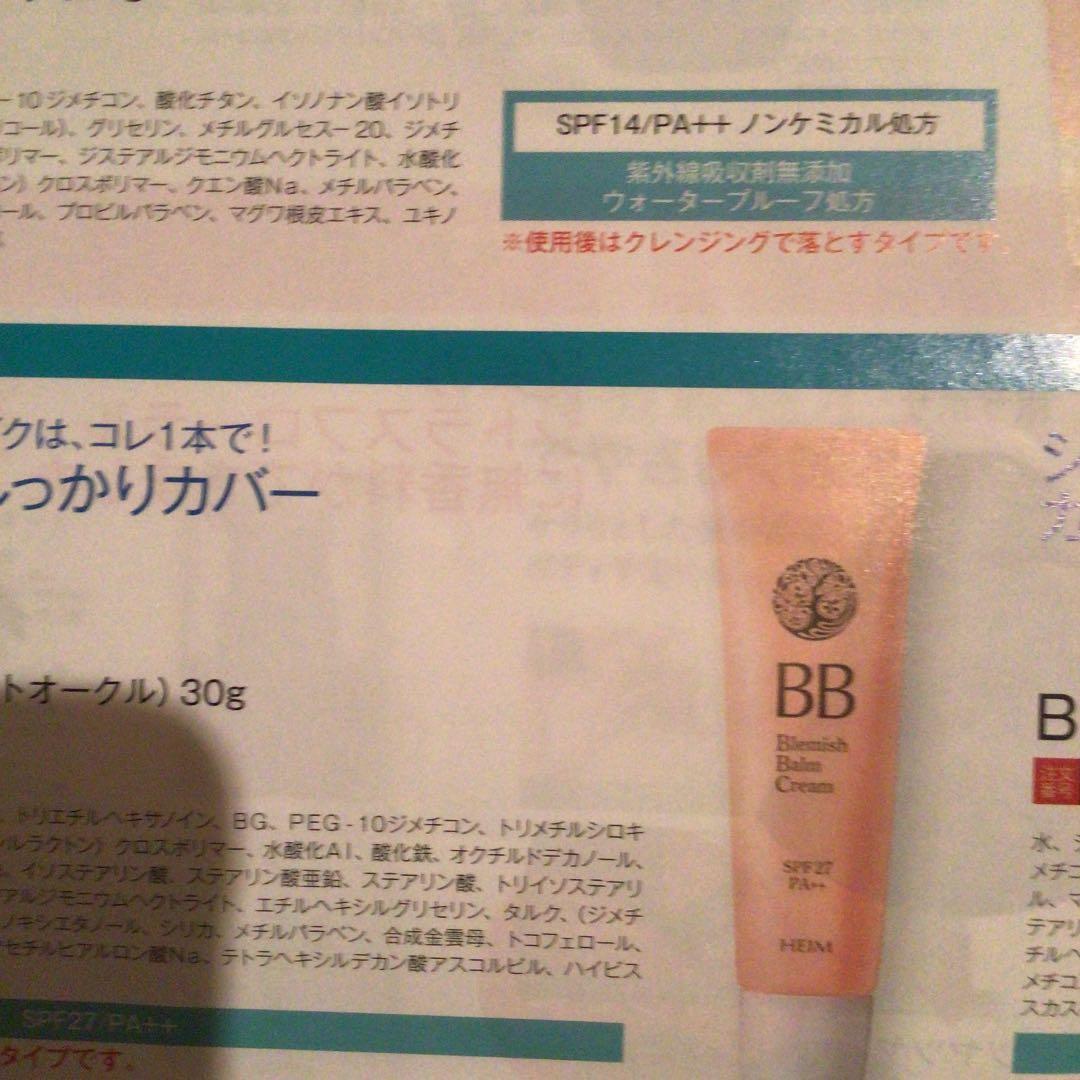 -10ジメチコン、酸化チタン、イソノナン酸イソトリ
コール)、グリセリン、メチルグルセス-20、ジメチ
ポリマー、ジステアルジモニウムヘクトライト、水酸化
ン) クロスポリマー、クエン酸Na、メチルパラベン、
ール、プロピルパラベン、マグワ根皮エキス、ユキノ
SPF14/PA++ ノンケミカル処方
紫外線吸収剤無添加
ウォータープルーフ処方
※使用後はクレンジングで落とすタイプです
クは、コレ1本で!
しっかりカバー
トオークル) 30g
トリエチルヘキサノイン、BG、PEG-10ジメチコン、トリメチルシロキ
ルラクトン) クロスポリマー、水酸化Al、酸化鉄、オクチルドデカノール、
イソステアリン酸、ステアリン酸亜鉛、ステアリン酸、トリイソステアリ
アルジモニウムヘクトライト、エチルヘキシルグリセリン、タルク、(ジメチ
ノキシエタノール、シリカ、メチルパラベン、合成金雲母、トコフェロール、
セチルヒアルロン酸Na、テトラヘキシルデカン酸アスコルビル、ハイビス
SPF27/PA++
タイプです。
BB
Blemish
Balm
Cream
SPF27
PA++
HEIM
シ
カ
B
注文
番号
水、
メチコ
ル、マ
テアリ
チルヘ
メチコ
スカス